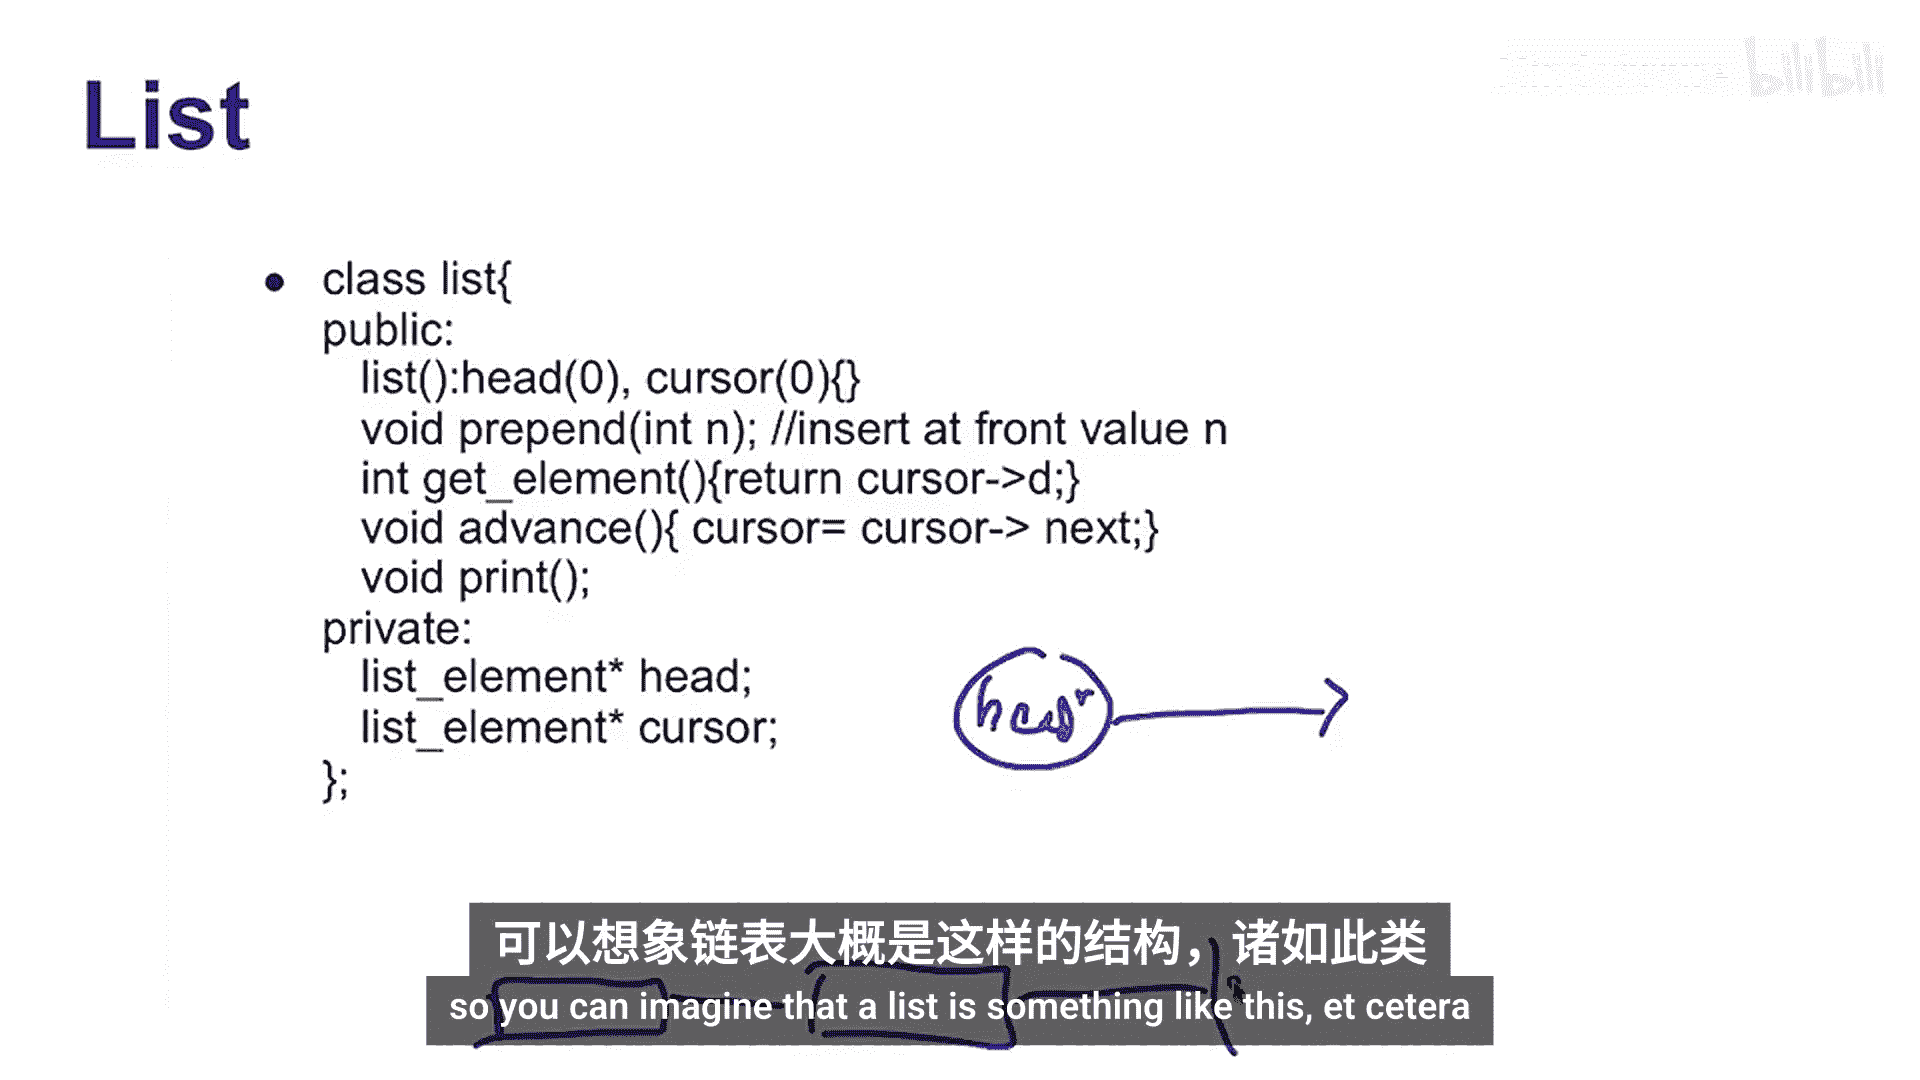 bilibili
List
• class list{
public:
list():head(0), cursor(0){}
void prepend(int n); //insert at front value n
int get_element(){return cursor->d;}
void advance(){ cursor= cursor-> next;}
void print();
private:
list_element* head;
list_element* cursor;
};
head
可以想象链表大概是这样的结构，诸如此类
so you can imagine that a list is something like this, et cetera